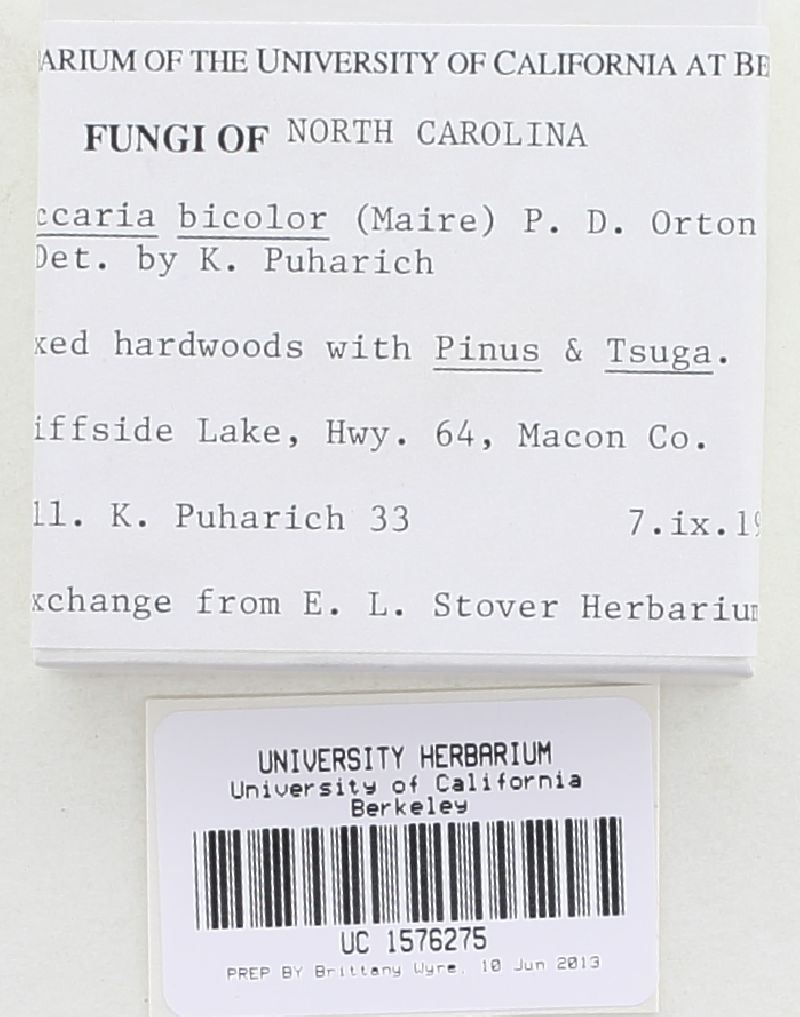 ARIUM OF THE UNIVERSITY OF CALIFORNIA AT BE
FUNGI OF NORTH CAROLINA
ccaria bicolor (Maire) P. D. Orton
Det. by K. Puharich
xed hardwoods with Pinus & Tsuga.
iffside Lake, Hwy. 64, Macon Co.
ll. K. Puharich 33 7.ix.19
xchange from E. L. Stover Herbarium
UNIVERSITY HERBARIUM
University of California
Berkeley
UC 1576275
PREP BY Brittany Wyre, 10 Jun 2013